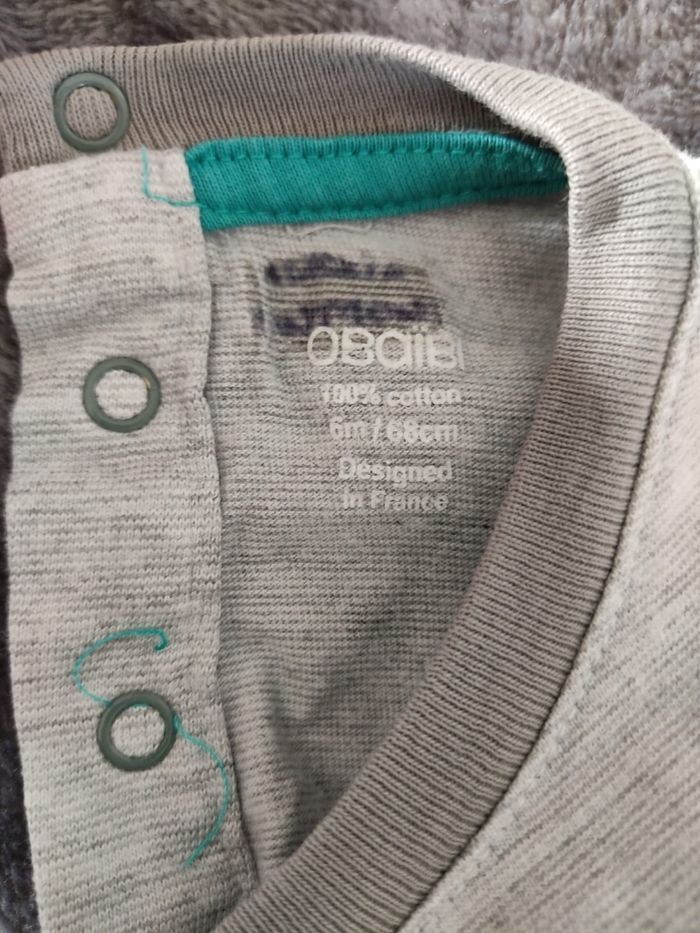 OBaïBi
100% cotton
6m/68cm
Designed
in France